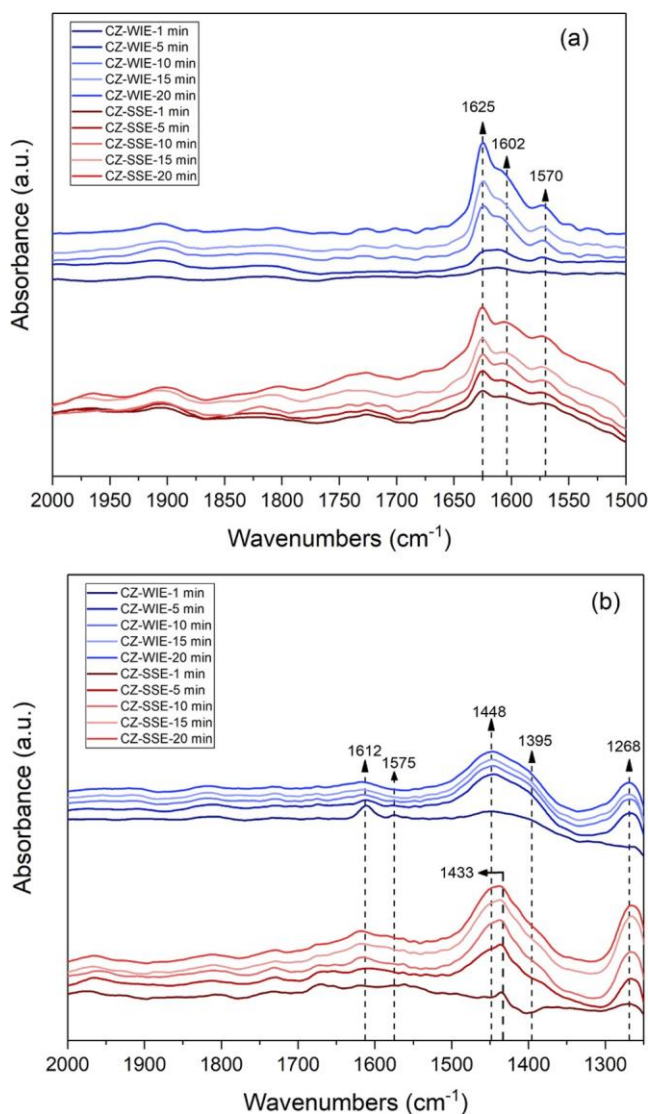 (a)
CZ-WIE-1 min
CZ-WIE-5 min
CZ-WIE-10 min
CZ-WIE-15 min
CZ-WIE-20 min
CZ-SSE-1 min
CZ-SSE-5 min
CZ-SSE-10 min
CZ-SSE-15 min
CZ-SSE-20 min
1625
1602
1570
Absorbance (a.u.)
2000 1950 1900 1850 1800 1750 1700 1650 1600 1550 1500
Wavenumbers (cm⁻¹)
(b)
CZ-WIE-1 min
CZ-WIE-5 min
CZ-WIE-10 min
CZ-WIE-15 min
CZ-WIE-20 min
CZ-SSE-1 min
CZ-SSE-5 min
CZ-SSE-10 min
CZ-SSE-15 min
CZ-SSE-20 min
1612
1575
1448
1395
1268
1433
Absorbance (a.u.)
2000 1900 1800 1700 1600 1500 1400 1300
Wavenumbers (cm⁻¹)